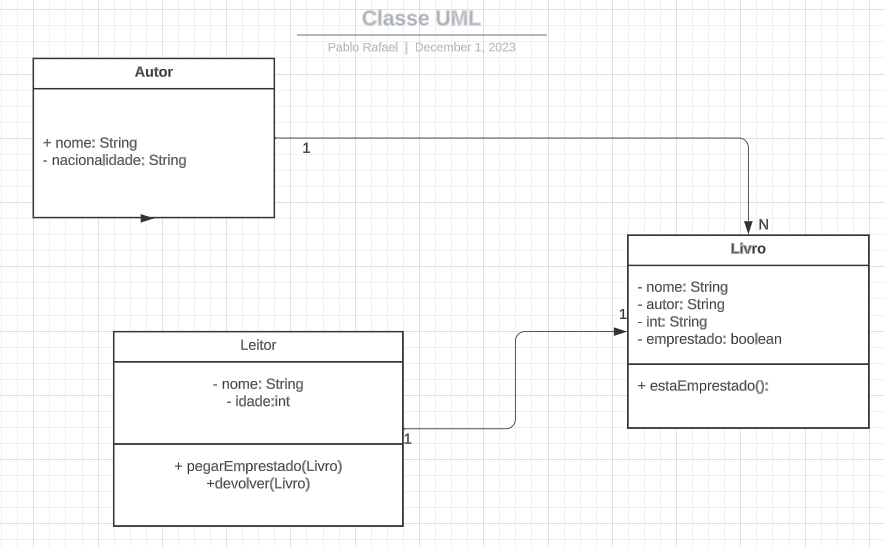 Classe UML
Pablo Rafael | December 1, 2023
Autor
+ nome: String
- nacionalidade: String
1
N
Livro
- nome: String
- autor: String
- int: String
- emprestado: boolean
+ estaEmprestado():
1
Leitor
- nome: String
- idade:int
1
+ pegarEmprestado(Livro)
+devolver(Livro)